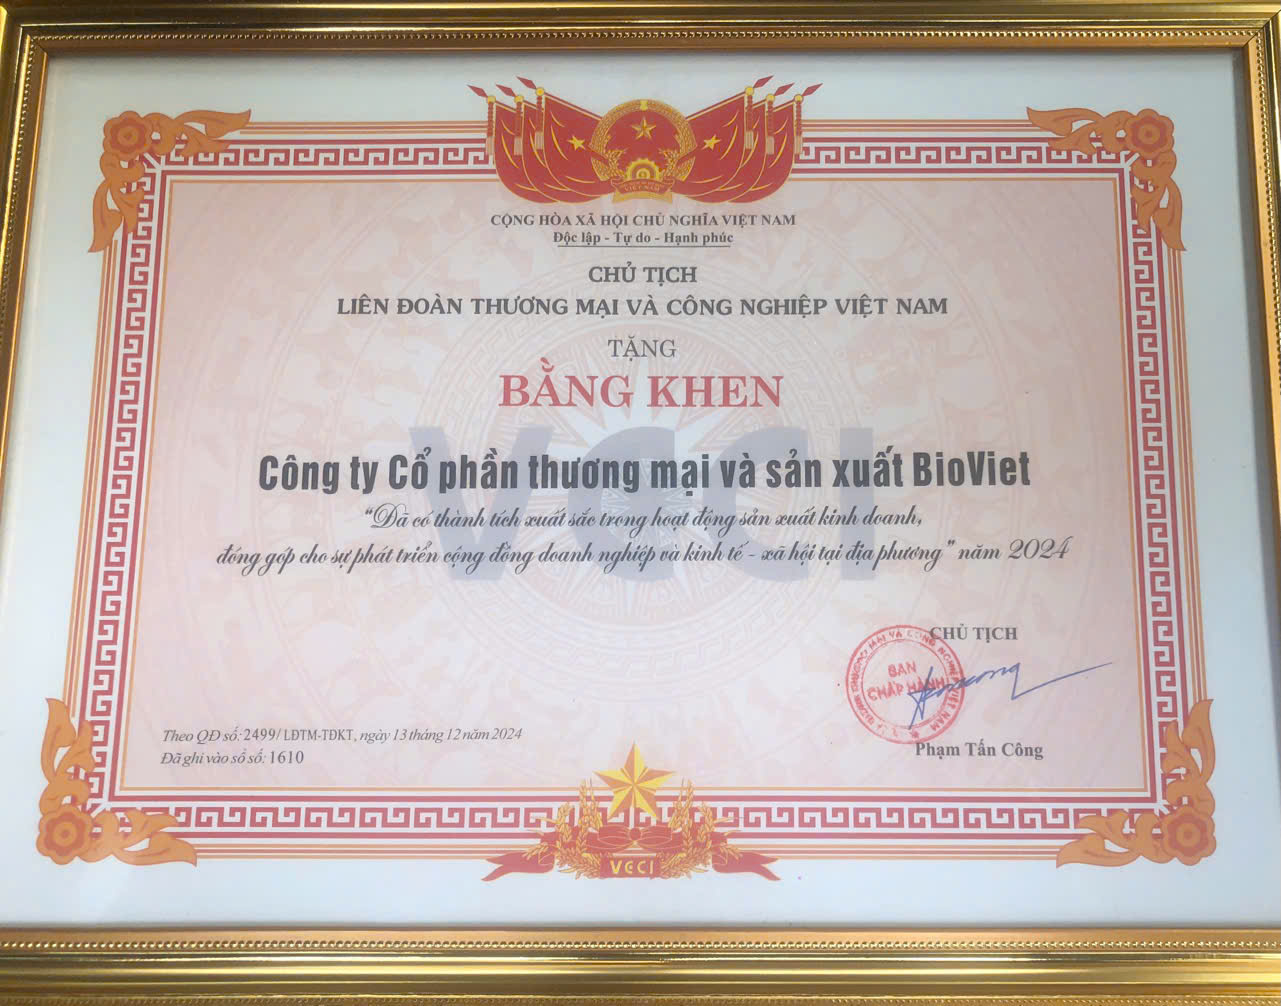 VIỆT NAM
CỘNG HÒA XÃ HỘI CHỦ NGHĨA VIỆT NAM
Độc lập - Tự do - Hạnh phúc
CHỦ TỊCH
LIÊN ĐOÀN THƯƠNG MẠI VÀ CÔNG NGHIỆP VIỆT NAM
TẶNG
BẰNG KHEN
VCCI
Công ty Cổ phần thương mại và sản xuất BioViet
“Đã có thành tích xuất sắc trong hoạt động sản xuất kinh doanh,
đóng góp cho sự phát triển cộng đồng doanh nghiệp và kinh tế - xã hội tại địa phương” năm 2024
CHỦ TỊCH
BAN
CHẤP HÀNH
Theo QĐ số: 2499/ LĐTM-TĐKT, ngày 13 tháng 12 năm 2024
Đã ghi vào sổ số: 1610
Phạm Tấn Công
VCCI